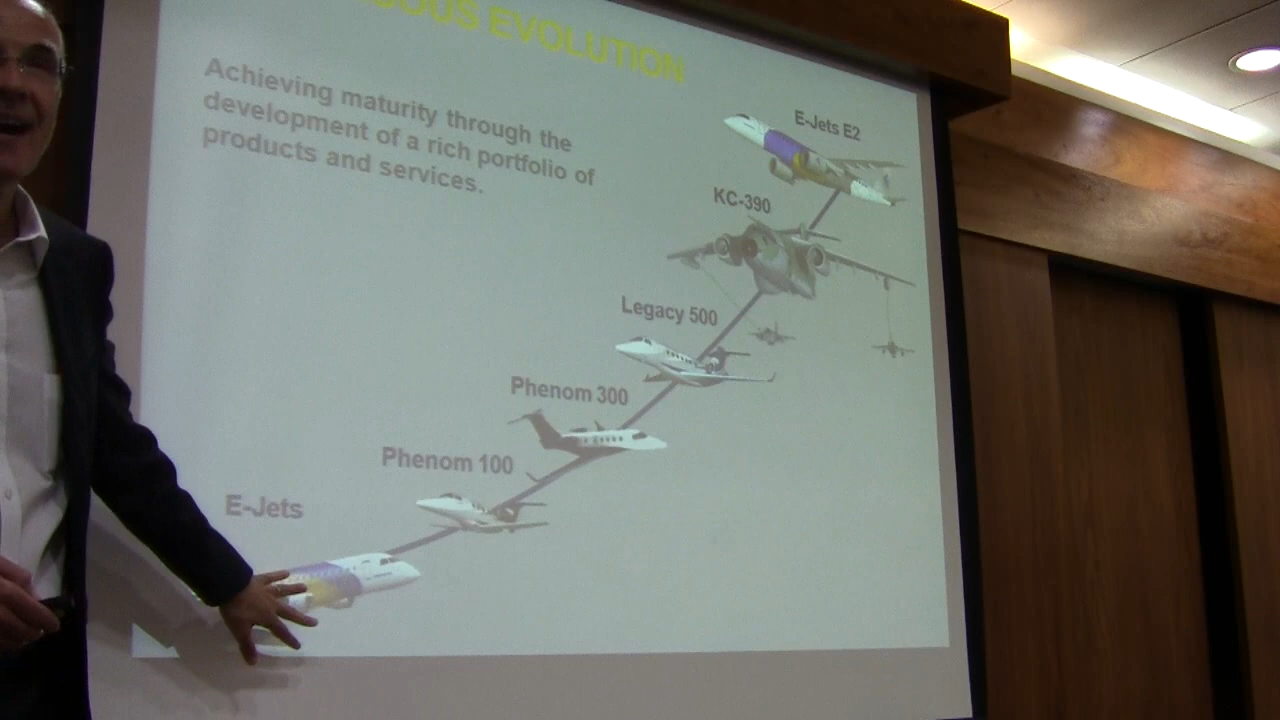 EVOLUTION
Achieving maturity through the
development of a rich portfolio of
products and services.
E-Jets E2
KC-390
Legacy 500
Phenom 300
Phenom 100
E-Jets